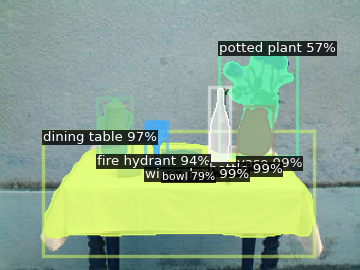 potted plant 57%
dining table 97%
fire hydrant 94%
bowl 79%
99%
99%
99%